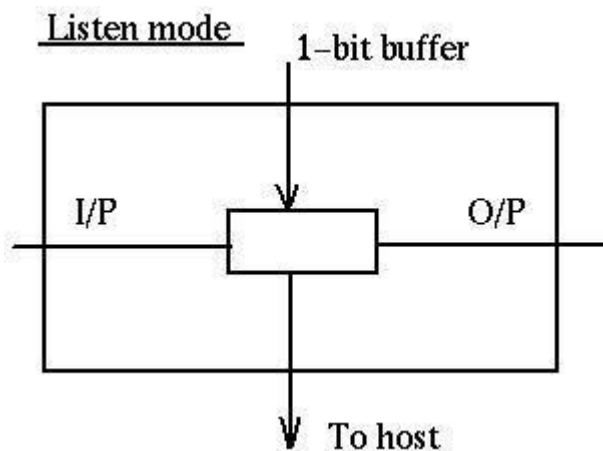 Listen mode
1-bit buffer
I/P
O/P
To host